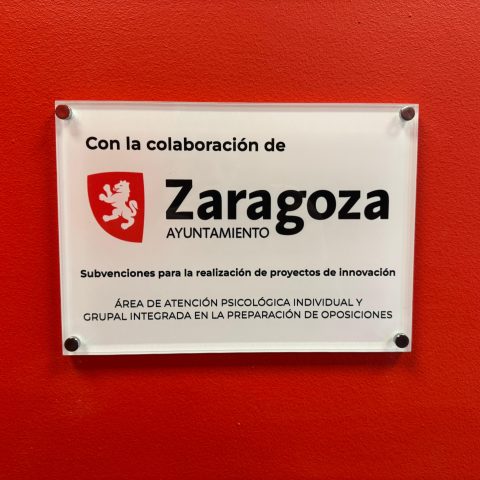 Con la colaboración de
Zaragoza
AYUNTAMIENTO
Subvenciones para la realización de proyectos de innovación
ÁREA DE ATENCIÓN PSICOLÓGICA INDIVIDUAL Y
GRUPAL INTEGRADA EN LA PREPARACIÓN DE OPOSICIONES